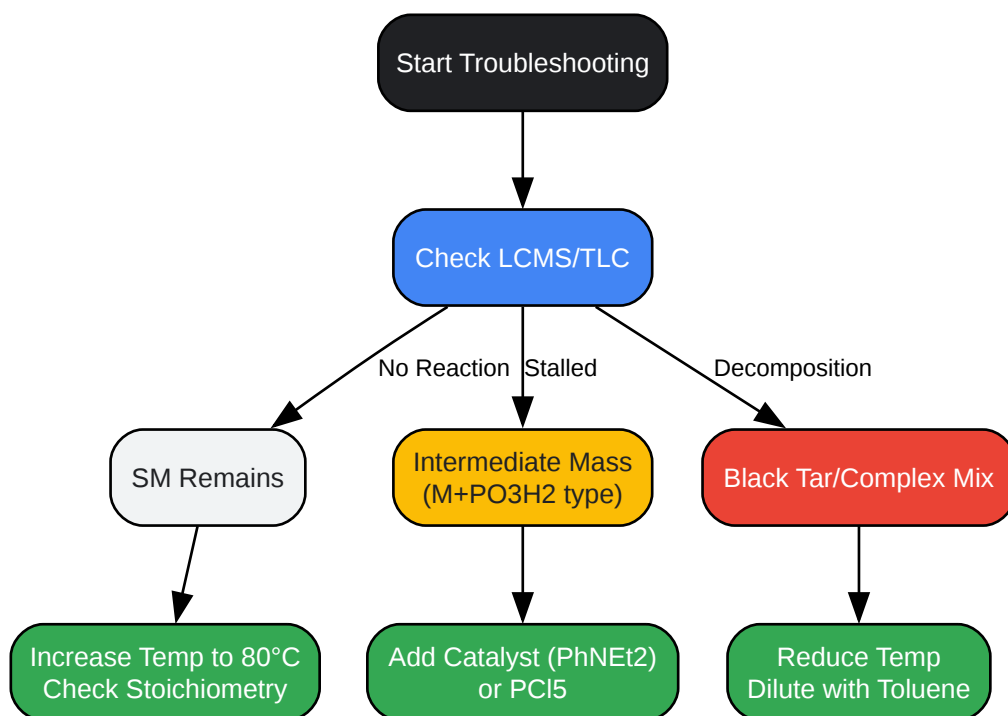 Start Troubleshooting
Check LCMS/TLC
No Reaction
Stalled
Decomposition
SM Remains
Intermediate Mass
(M+PO3H2 type)
Black Tar/Complex Mix
Increase Temp to 80°C
Check Stoichiometry
Add Catalyst (PhNEt2)
or PCl5
Reduce Temp
Dilute with Toluene